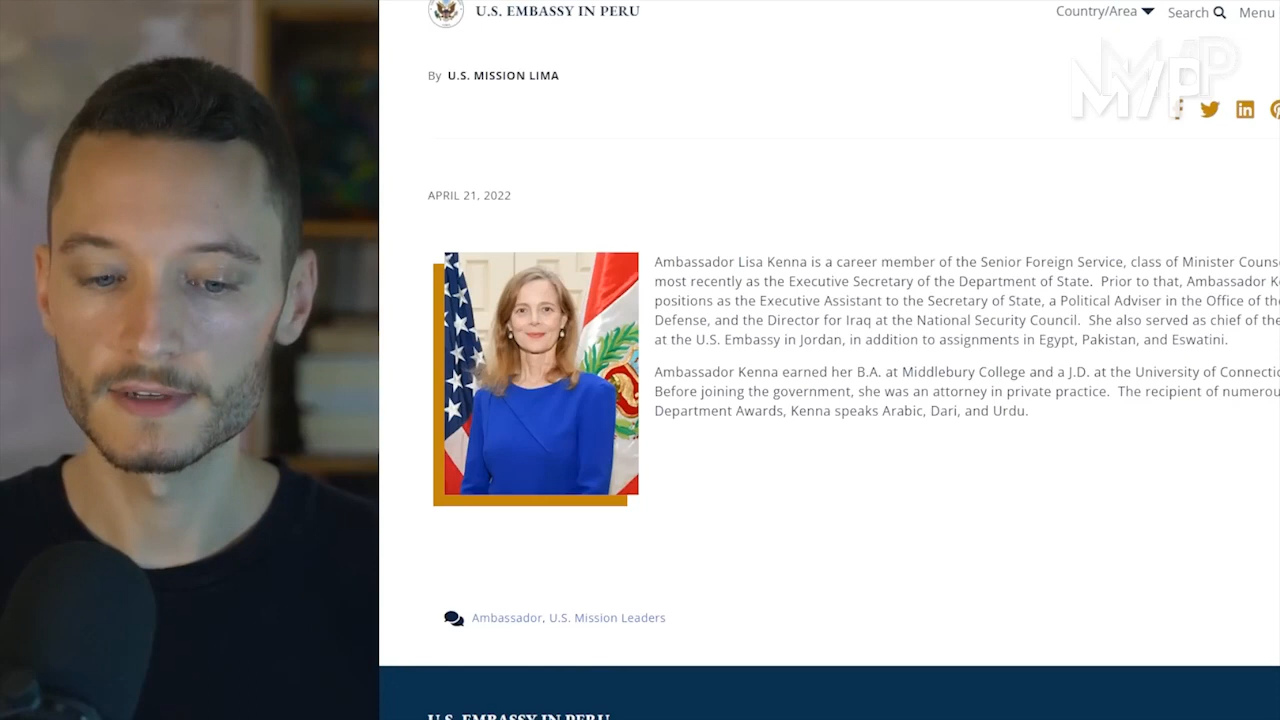 U.S. EMBASSY IN PERU
Country/Area Search Menu
By U.S. MISSION LIMA
APRIL 21, 2022
Ambassador Lisa Kenna is a career member of the Senior Foreign Service, class of Minister
most recently as the Executive Secretary of the Department of State. Prior to that, Ambassador
positions as the Executive Assistant to the Secretary of State, a Political Adviser in the Office of the
Defense, and the Director for Iraq at the National Security Council. She also served as chief of the
at the U.S. Embassy in Jordan, in addition to assignments in Egypt, Pakistan, and Eswatini.
Ambassador Kenna earned her B.A. at Middlebury College and a J.D. at the University of
Before joining the government, she was an attorney in private practice. The recipient of
Department Awards, Kenna speaks Arabic, Dari, and Urdu.
Ambassador, U.S. Mission Leaders
U.S. EMBASSY IN PERU